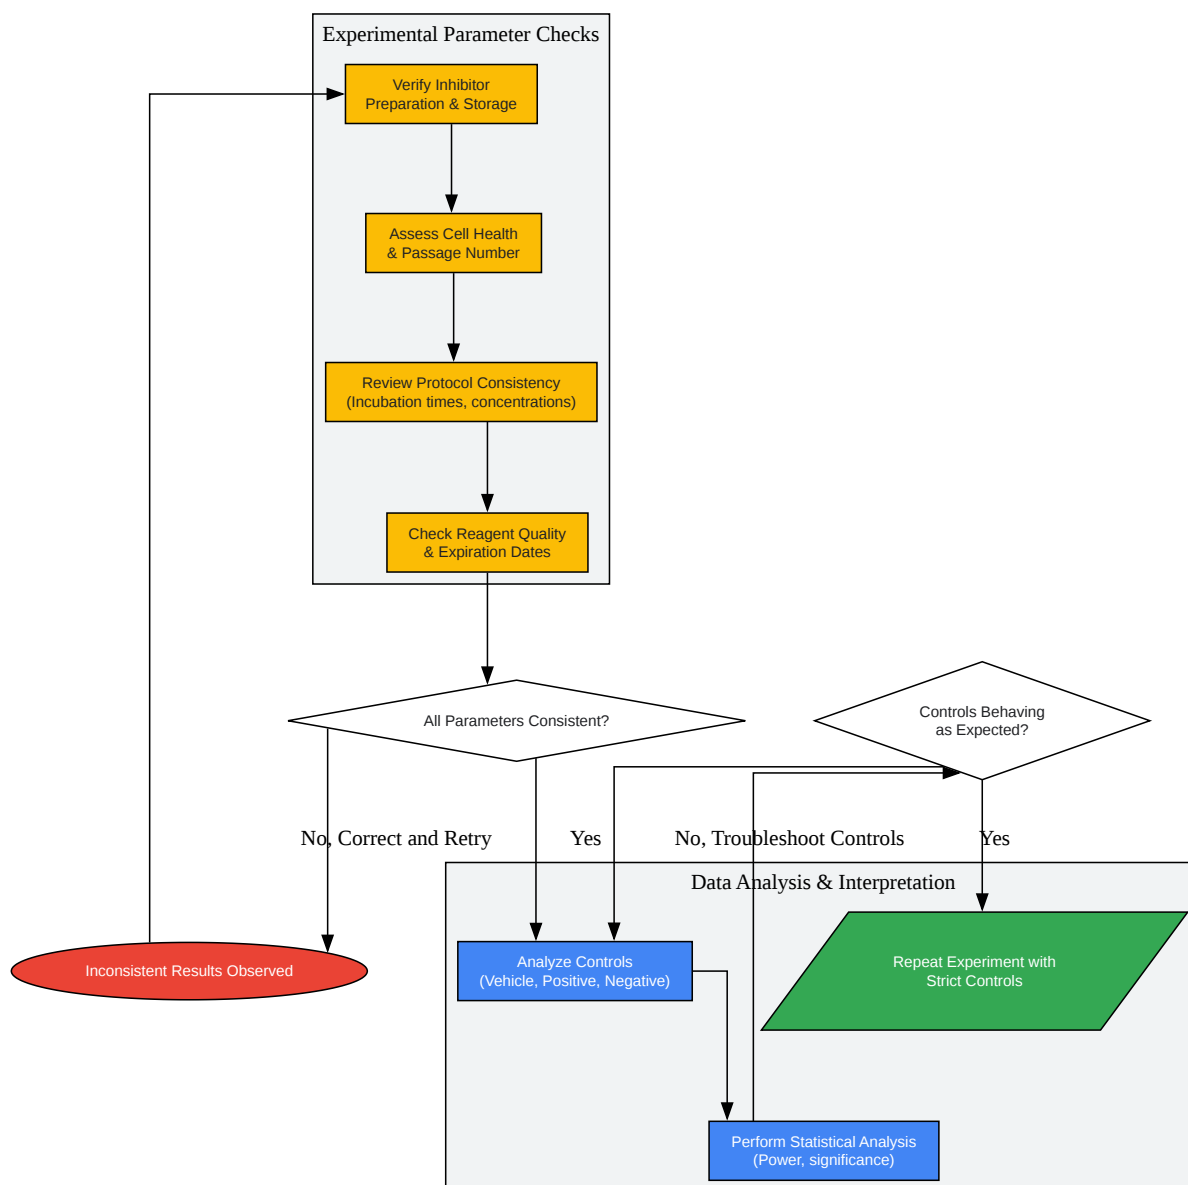 Experimental Parameter Checks
Verify Inhibitor
Preparation & Storage
Assess Cell Health
& Passage Number
Review Protocol Consistency
(Incubation times, concentrations)
Check Reagent Quality
& Expiration Dates
All Parameters Consistent?
Controls Behaving
as Expected?
No, Correct and Retry
Yes
No, Troubleshoot Controls
Yes
Data Analysis & Interpretation
Inconsistent Results Observed
Analyze Controls
(Vehicle, Positive, Negative)
Repeat Experiment with
Strict Controls
Perform Statistical Analysis
(Power, significance)